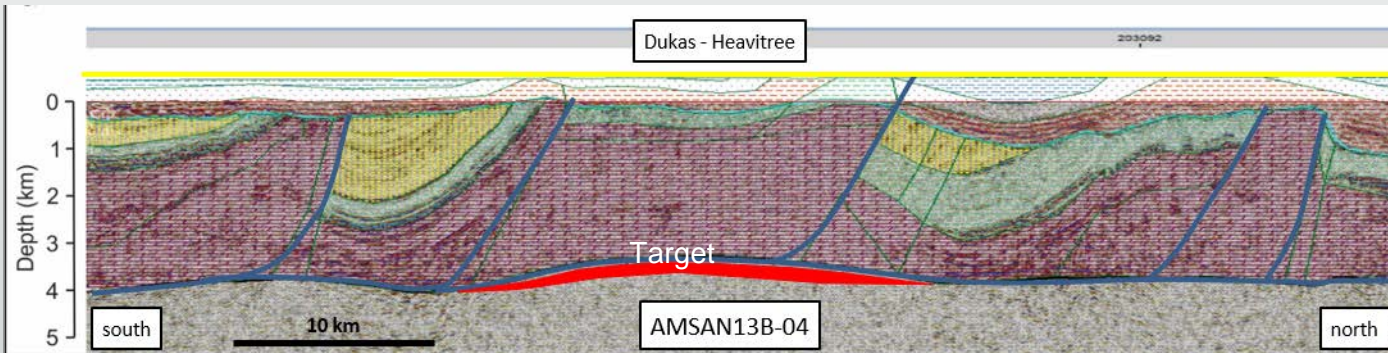 Dukas - Heavitree
203092
0
1
2
3
4
5
Depth (km)
Target
south
10 km
AMSAN13B-04
north